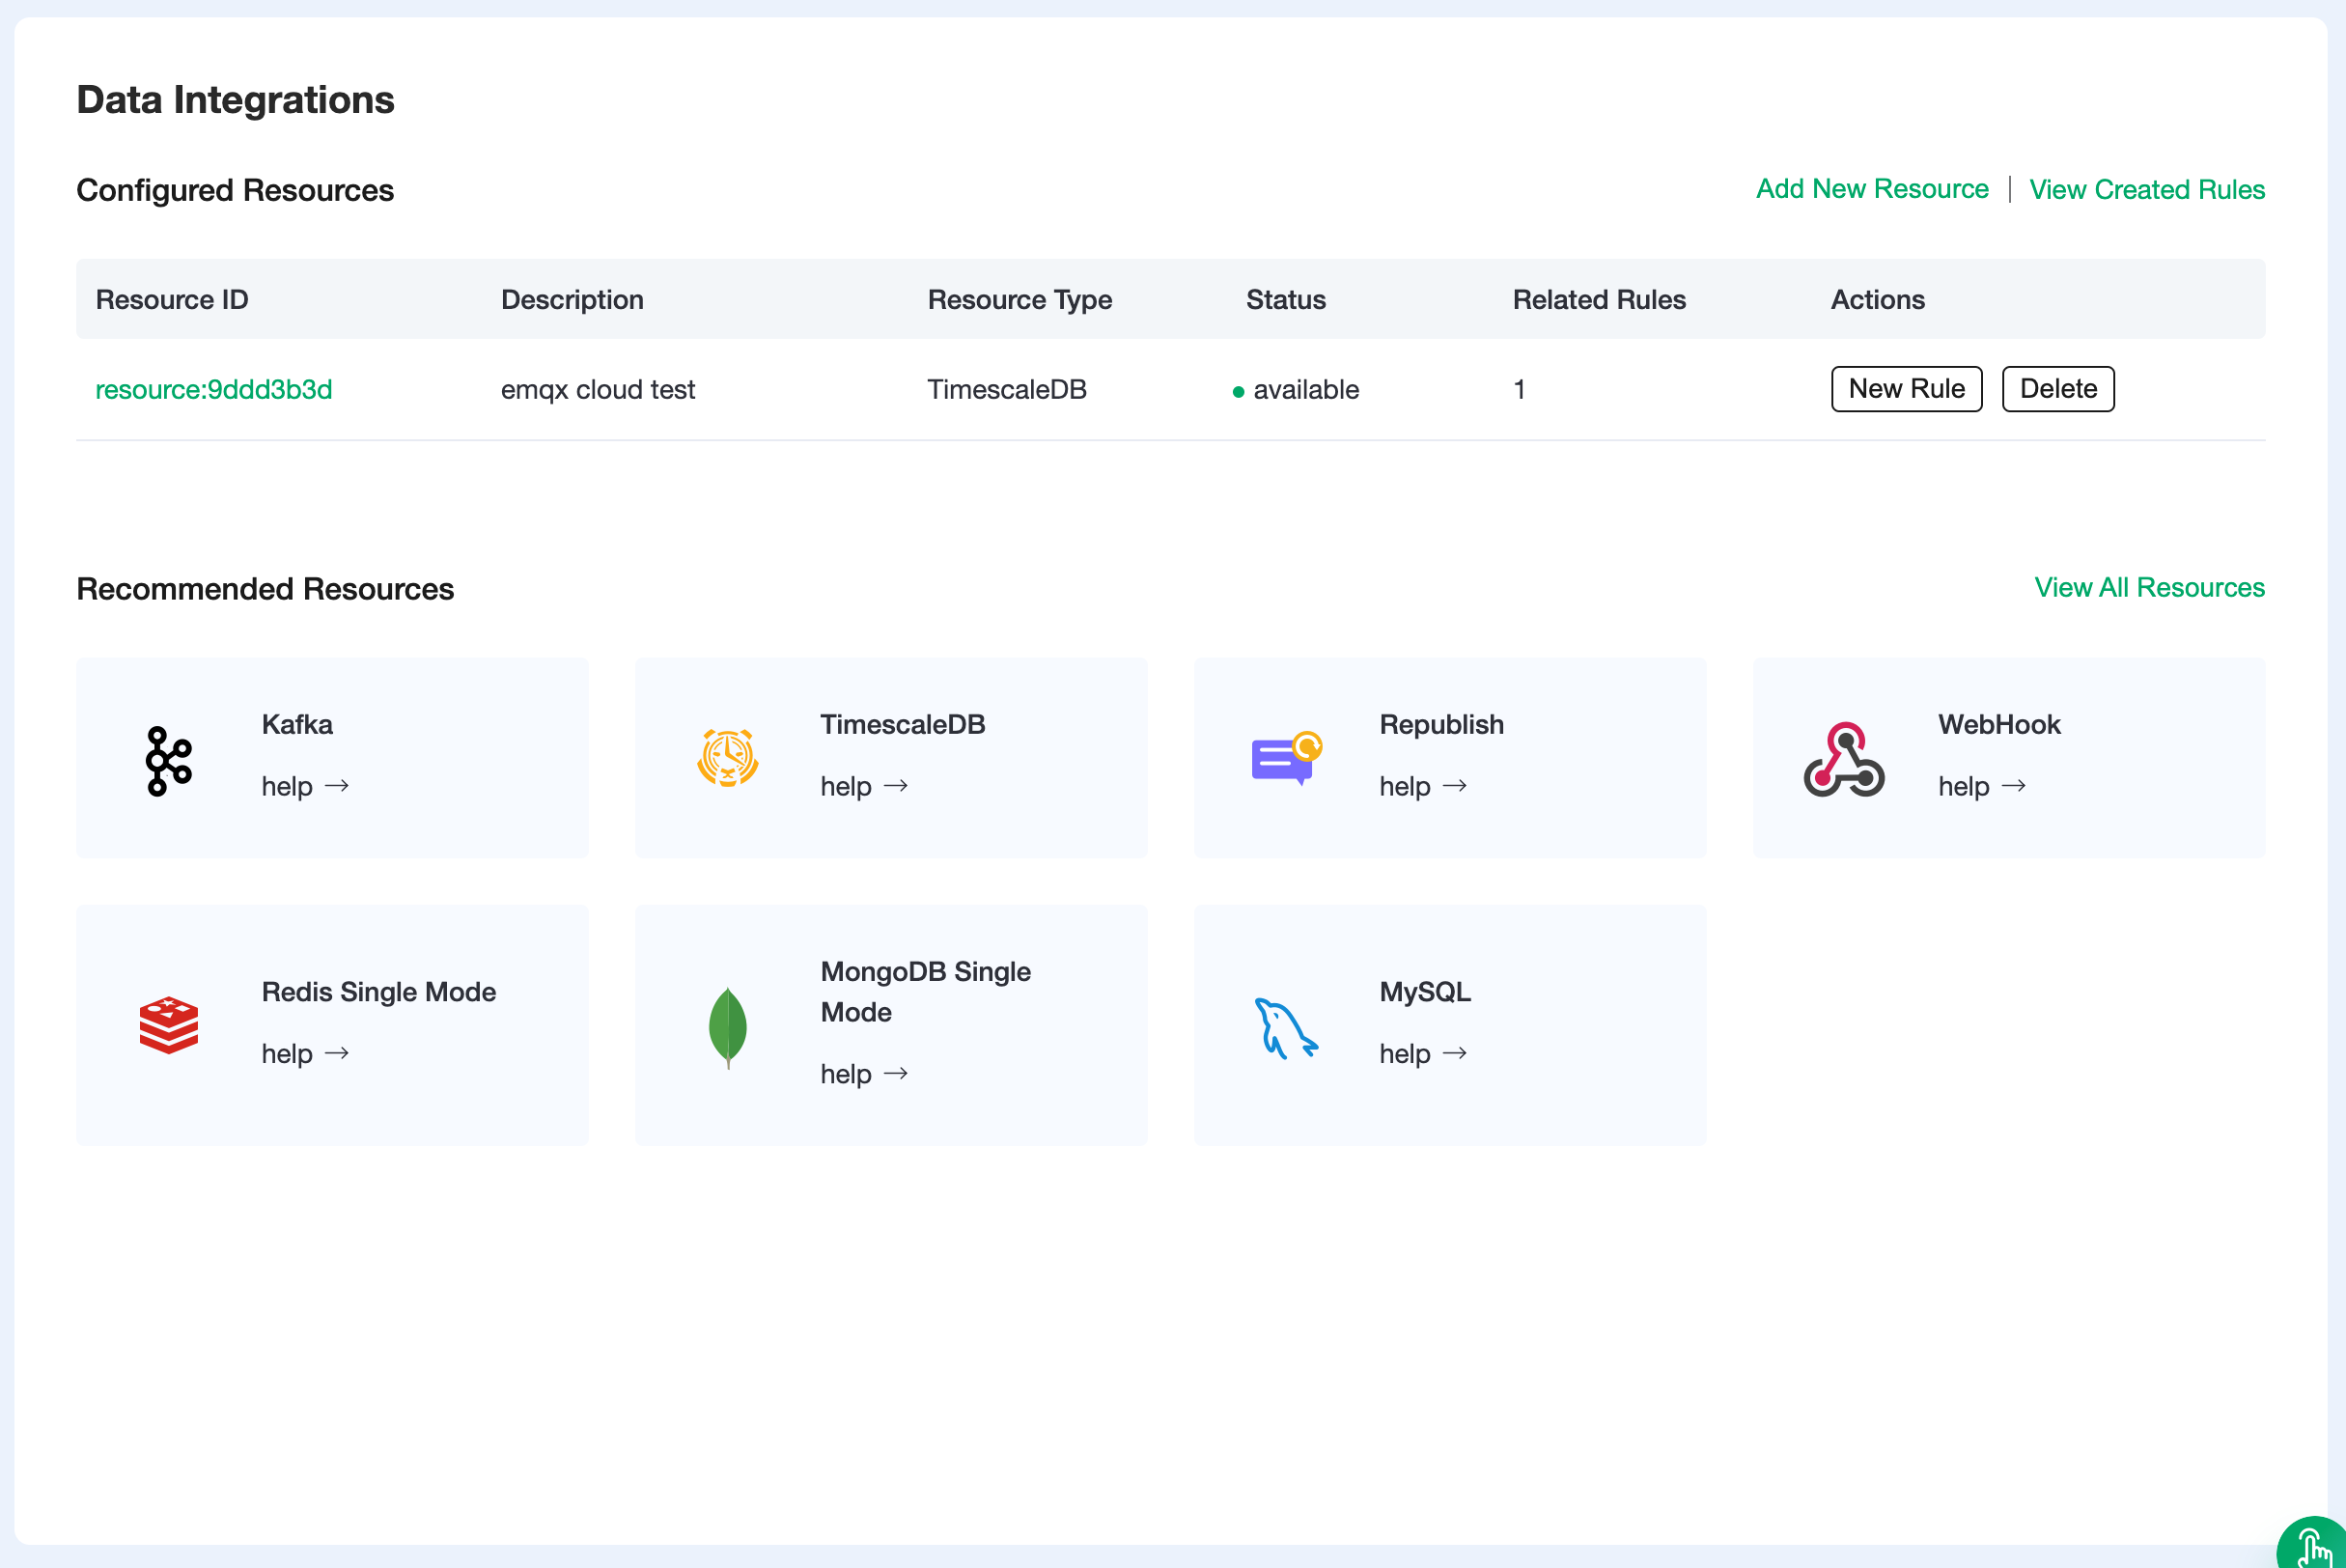 Data Integrations
Configured Resources
Add New Resource | View Created Rules
Resource ID Description Resource Type Status Related Rules Actions
resource:9ddd3b3d emqx cloud test TimescaleDB available 1 New Rule Delete
Recommended Resources
View All Resources
Kafka
help →
TimescaleDB
help →
Republish
help →
WebHook
help →
Redis Single Mode
help →
MongoDB Single
Mode
help →
MySQL
help →